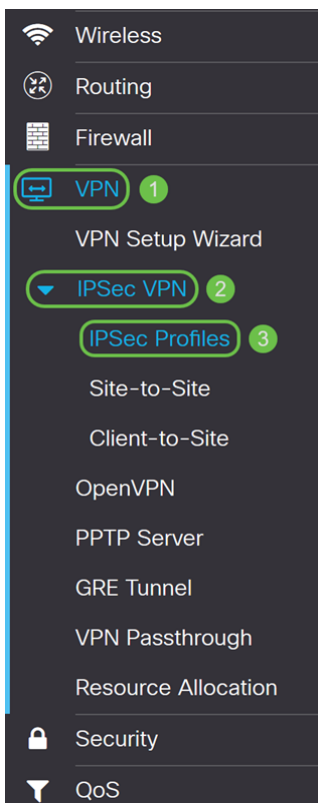 Wireless
Routing
Firewall
VPN 1
VPN Setup Wizard
IPSec VPN 2
IPSec Profiles 3
Site-to-Site
Client-to-Site
OpenVPN
PPTP Server
GRE Tunnel
VPN Passthrough
Resource Allocation
Security
QoS